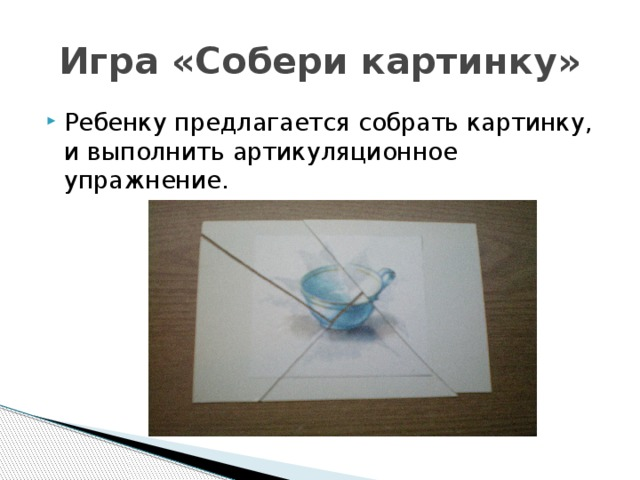 Игра «Собери картинку»
Ребенку предлагается собрать картинку,
и выполнить артикуляционное
упражнение.